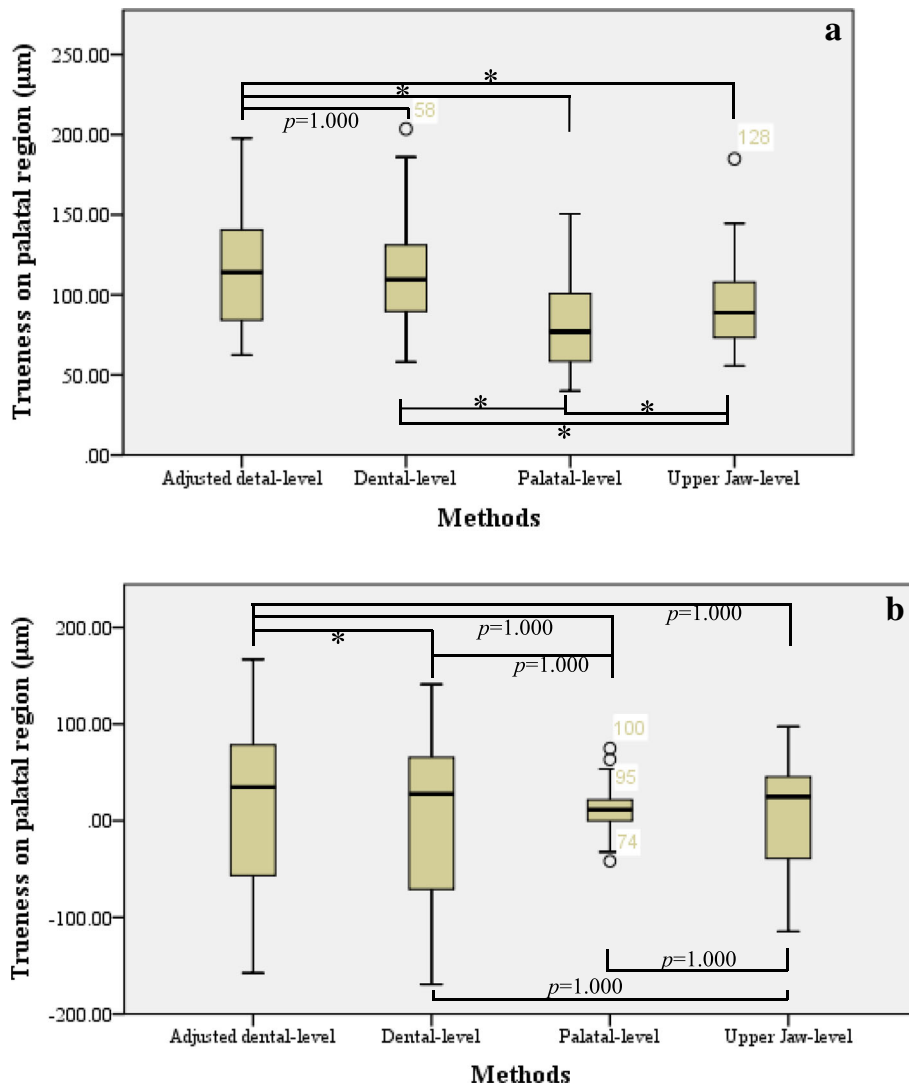 a
Trueness on palatal region (µm)
250.00
200.00
150.00
100.00
50.00
.00
*
*
p=1.000
58
128
*
*
*
Adjusted detal-level
Dental-level
Palatal-level
Upper Jaw-level
Methods
b
Trueness on palatal region (µm)
200.00
100.00
.00
-100.00
-200.00
p=1.000
p=1.000
*
p=1.000
100
95
74
p=1.000
p=1.000
Adjusted dental-level
Dental-level
Palatal-level
Upper Jaw-level
Methods